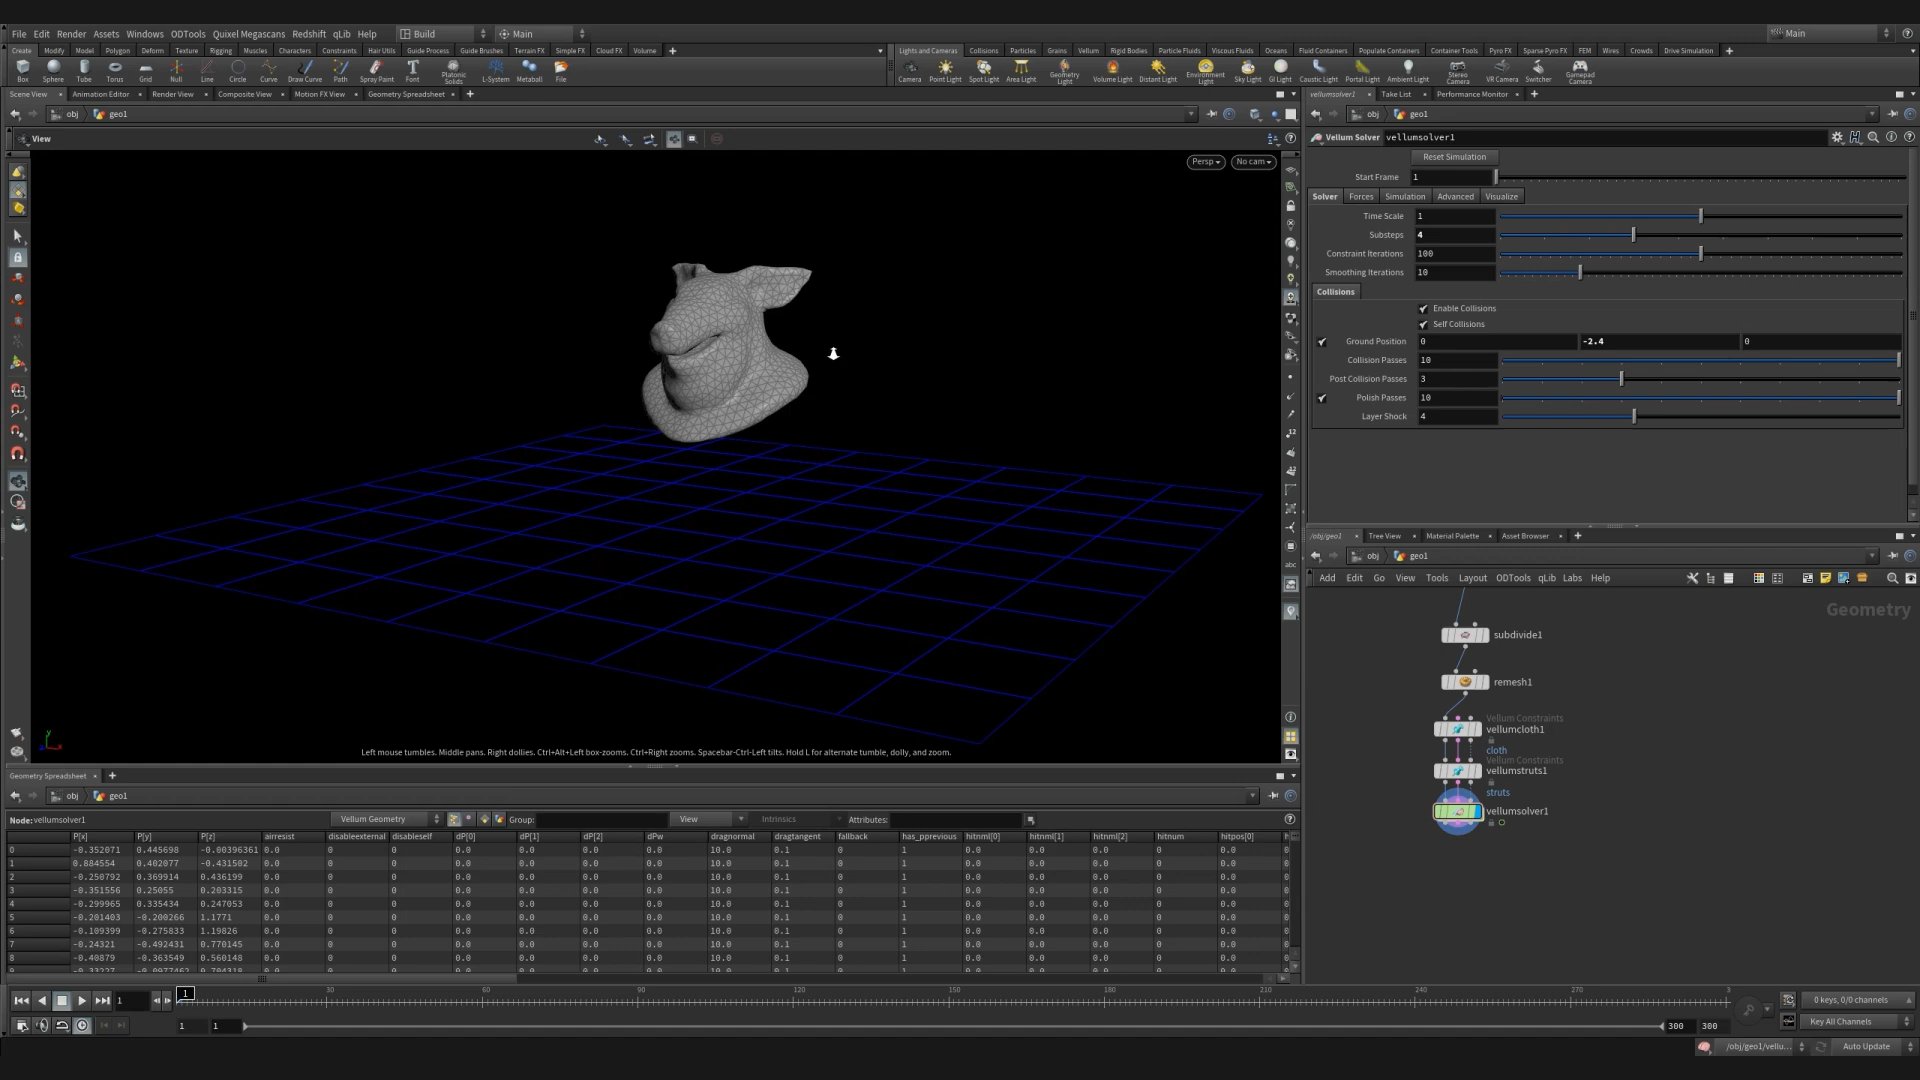 File Edit Render Assets Windows ODTools Quixel Megascans Redshift qLib Help Build Main Main
Create Modify Model Polygon Deform Texture Rigging Muscles Characters Constraints Hair Utils Guide Process Guide Brushes Terrain FX Simple FX Cloud FX Volume
Lights and Cameras Collisions Particles Grains Vellum Rigid Bodies Particle Fluids Viscous Fluids Oceans Fluid Containers Populate Containers Container Tools Pyro FX Sparse Pyro FX FEM Wires Crowds Drive Simulation
Box Sphere Tube Torus Grid Null Line Circle Curve Draw Curve Path Spray Paint Font Platonic Solids L-System Metaball File
Camera Point Light Spot Light Area Light Geometry Light Volume Light Distant Light Environment Light Sky Light GI Light Caustic Light Portal Light Ambient Light Stereo Camera VR Camera Switcher Gamepad Camera
Scene View Animation Editor Render View Composite View Motion FX View Geometry Spreadsheet
obj geo1
View
Persp No cam
Left mouse tumbles. Middle pans. Right dollies. Ctrl+Alt+Left box-zooms. Ctrl+Right zooms. Spacebar-Ctrl-Left tilts. Hold L for alternate tumble, dolly, and zoom.
vellumsolver1 Take List Performance Monitor
obj geo1
Vellum Solver vellumsolver1
Reset Simulation
Start Frame 1
Solver Forces Simulation Advanced Visualize
Time Scale 1
Substeps 4
Constraint Iterations 100
Smoothing Iterations 10
Collisions
Enable Collisions
Self Collisions
Ground Position 0 -2.4 0
Collision Passes 10
Post Collision Passes 3
Polish Passes 10
Layer Shock 4
/obj/geo1 Tree View Material Palette Asset Browser
obj geo1
Add Edit Go View Tools Layout ODTools qLib Labs Help
Geometry
subdivide1
remesh1
Vellum Constraints
vellumcloth1
cloth
Vellum Constraints
vellumstruts1
struts
vellumsolver1
Geometry Spreadsheet
obj geo1
Node: vellumsolver1 Vellum Geometry Group: View Intrinsics Attributes:
P[x] P[y] P[z] airresist disableexternal disableself dP[0] dP[1] dP[2] dPw dragnormal dragtangent fallback has_pprevious hitnml[0] hitnml[1] hitnml[2] hitnum hitpos[0]
0 -0.352071 0.445698 -0.00396361 0.0 0 0 0.0 0.0 0.0 0.0 10.0 0.1 0 1 0.0 0.0 0.0 0 0.0
1 0.884554 0.402077 -0.431502 0.0 0 0 0.0 0.0 0.0 0.0 10.0 0.1 0 1 0.0 0.0 0.0 0 0.0
2 -0.250792 0.369914 0.436199 0.0 0 0 0.0 0.0 0.0 0.0 10.0 0.1 0 1 0.0 0.0 0.0 0 0.0
3 -0.351556 0.25055 0.203315 0.0 0 0 0.0 0.0 0.0 0.0 10.0 0.1 0 1 0.0 0.0 0.0 0 0.0
4 -0.299965 0.335434 0.247053 0.0 0 0 0.0 0.0 0.0 0.0 10.0 0.1 0 1 0.0 0.0 0.0 0 0.0
5 -0.201403 -0.200266 1.1771 0.0 0 0 0.0 0.0 0.0 0.0 10.0 0.1 0 1 0.0 0.0 0.0 0 0.0
6 -0.109399 -0.275833 1.19826 0.0 0 0 0.0 0.0 0.0 0.0 10.0 0.1 0 1 0.0 0.0 0.0 0 0.0
7 -0.24321 -0.492431 0.770145 0.0 0 0 0.0 0.0 0.0 0.0 10.0 0.1 0 1 0.0 0.0 0.0 0 0.0
8 -0.40879 -0.363549 0.560148 0.0 0 0 0.0 0.0 0.0 0.0 10.0 0.1 0 1 0.0 0.0 0.0 0 0.0
1 1 30 60 90 120 150 180 210 240 270
1 1 300 300
0 keys, 0/0 channels
Key All Channels
/obj/geo1/vellu... Auto Update